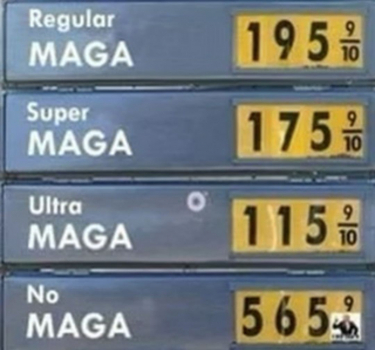 Regular
MAGA
195 9/10
Super
MAGA
175 9/10
Ultra
MAGA
115 9/10
No
MAGA
565 9